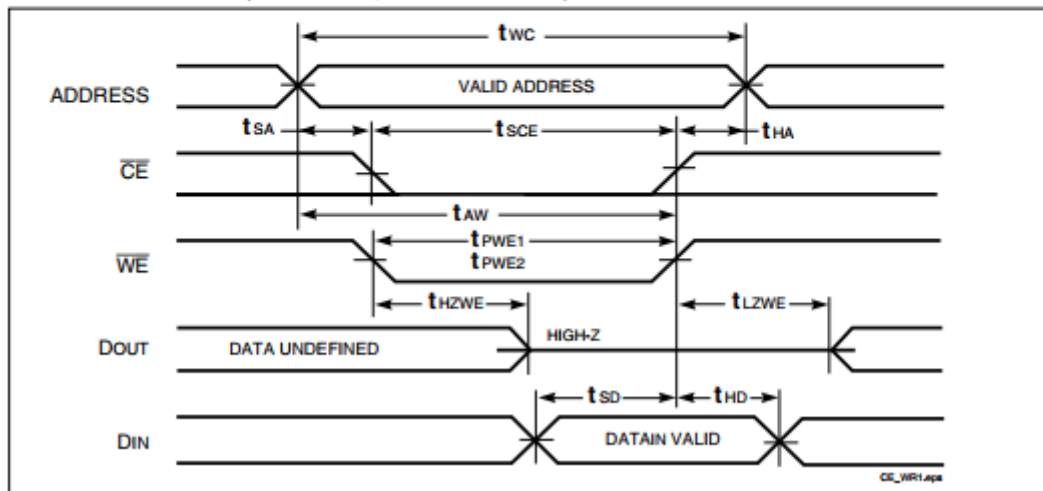 tWC
ADDRESS
VALID ADDRESS
tSA
tSCE
tHA
CE
tAW
tPWE1
WE
tPWE2
tHZWE
tLZWE
DOUT
DATA UNDEFINED
HIGH-Z
tSD
tHD
DIN
DATAIN VALID
CE_WR1.eps